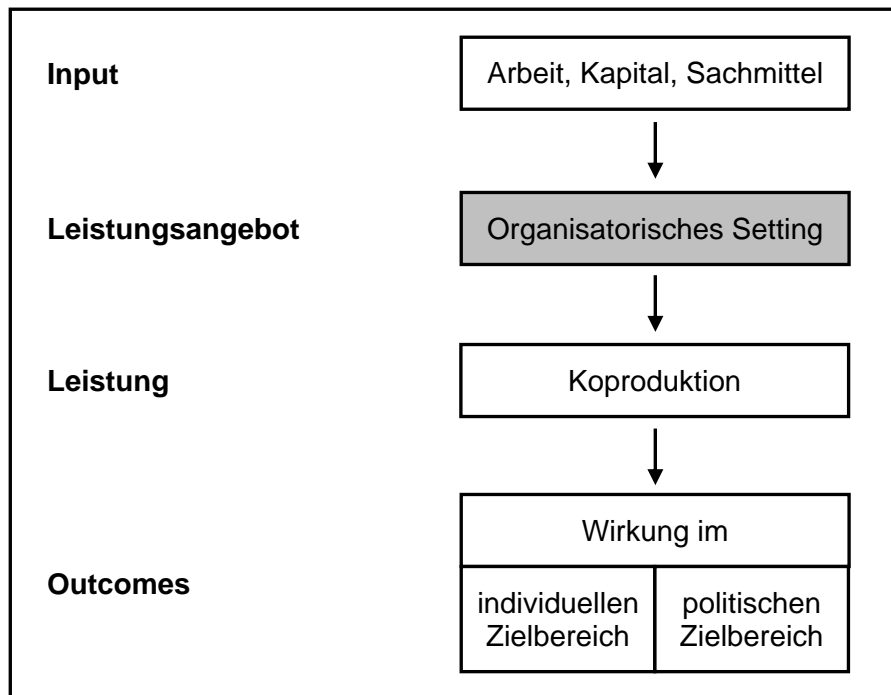 Input
Arbeit, Kapital, Sachmittel
Leistungsangebot
Organisatorisches Setting
Leistung
Koproduktion
Outcomes
Wirkung im
individuellen
Zielbereich
politischen
Zielbereich